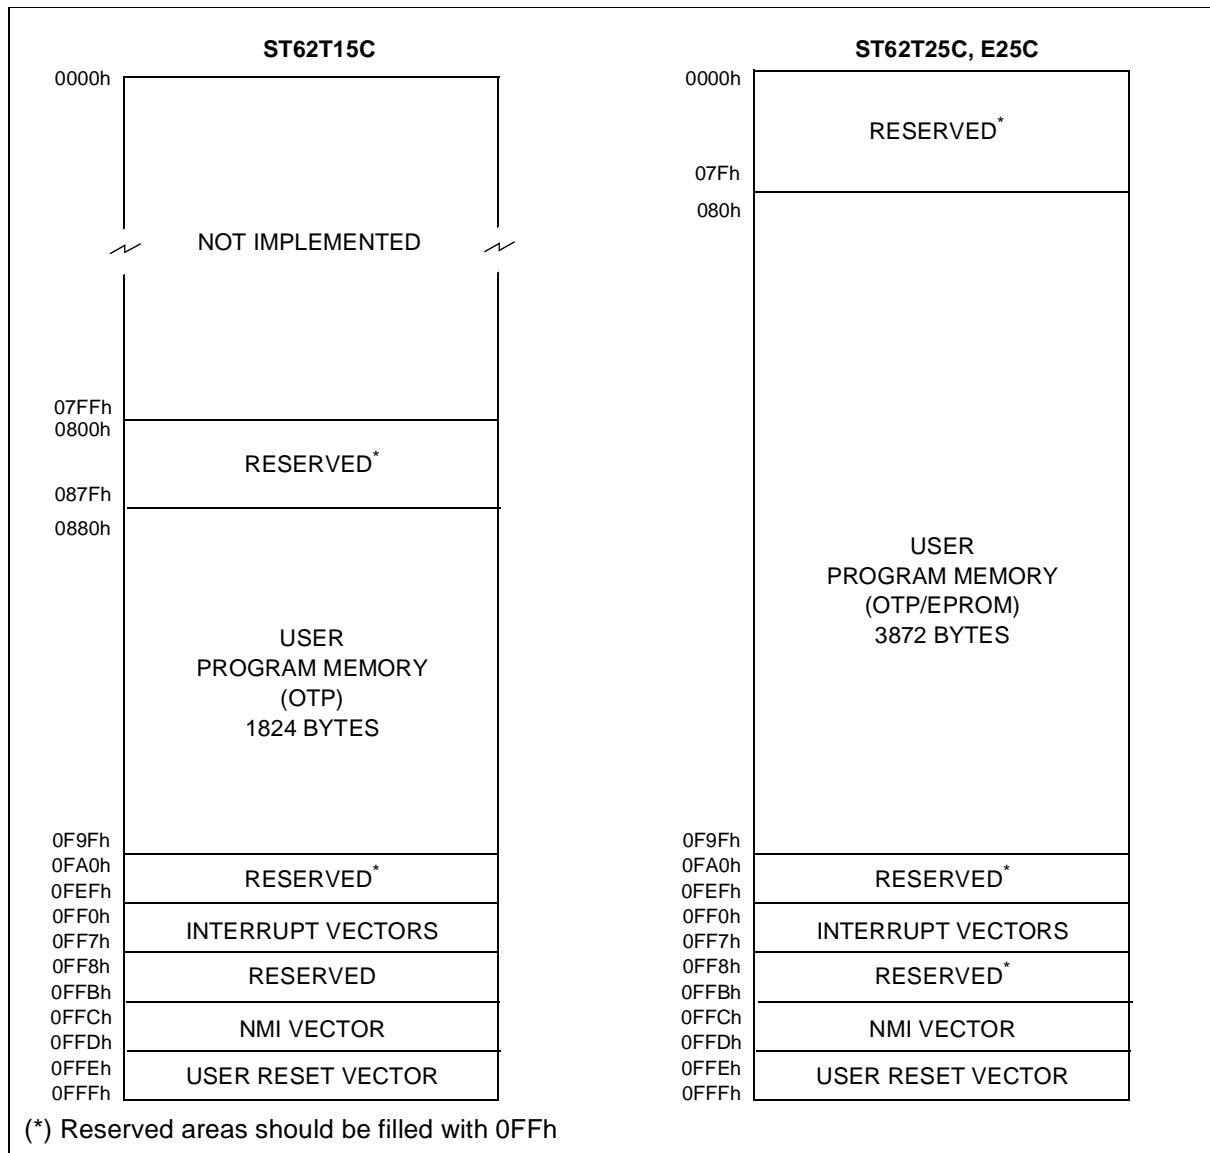 ST62T15C
0000h
NOT IMPLEMENTED
07FFh
0800h
RESERVED*
087Fh
0880h
USER
PROGRAM MEMORY
(OTP)
1824 BYTES
0F9Fh
0FA0h
RESERVED*
0FEFh
0FF0h
INTERRUPT VECTORS
0FF7h
0FF8h
RESERVED
0FFBh
0FFCh
NMI VECTOR
0FFDh
0FFEh
USER RESET VECTOR
0FFFh
ST62T25C, E25C
0000h
RESERVED*
07Fh
080h
USER
PROGRAM MEMORY
(OTP/EPROM)
3872 BYTES
0F9Fh
0FA0h
RESERVED*
0FEFh
0FF0h
INTERRUPT VECTORS
0FF7h
0FF8h
RESERVED*
0FFBh
0FFCh
NMI VECTOR
0FFDh
0FFEh
USER RESET VECTOR
0FFFh
(*) Reserved areas should be filled with 0FFh